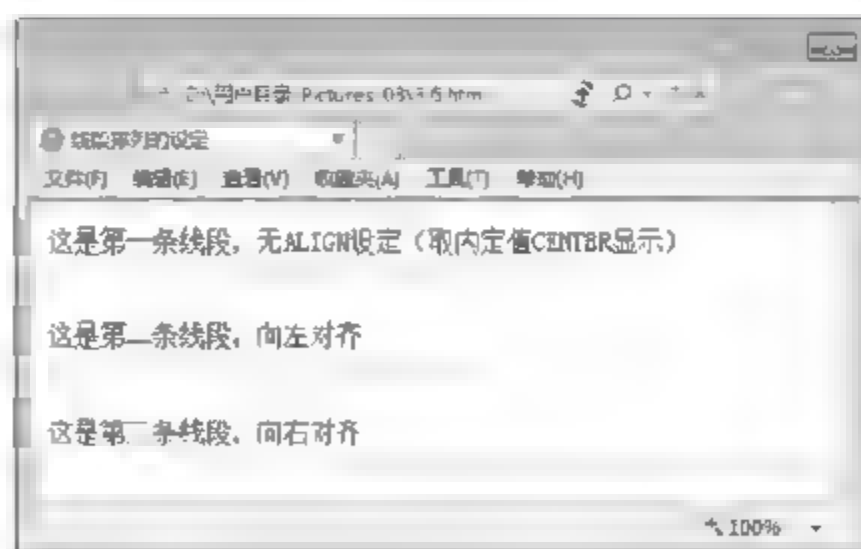 Pictures
线段排列的设定
文件(F) 编辑(E) 查看(V) 收藏夹(A) 工具(T) 帮助(H)
这是第一条线段，无ALIGN设定（取内定值CENTER显示）
这是第二条线段，向左对齐
这是第三条线段，向右对齐
100%